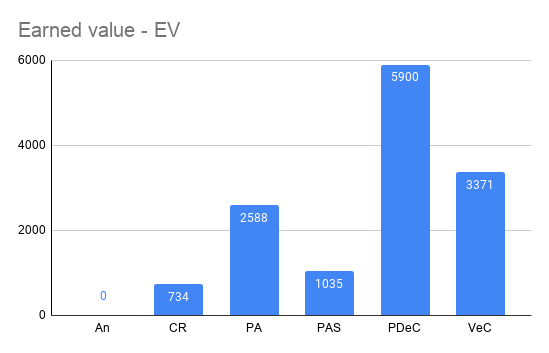 Earned value - EV
6000
4000
2000
0
0
734
2588
1035
5900
3371
An
CR
PA
PAS
PDeC
VeC